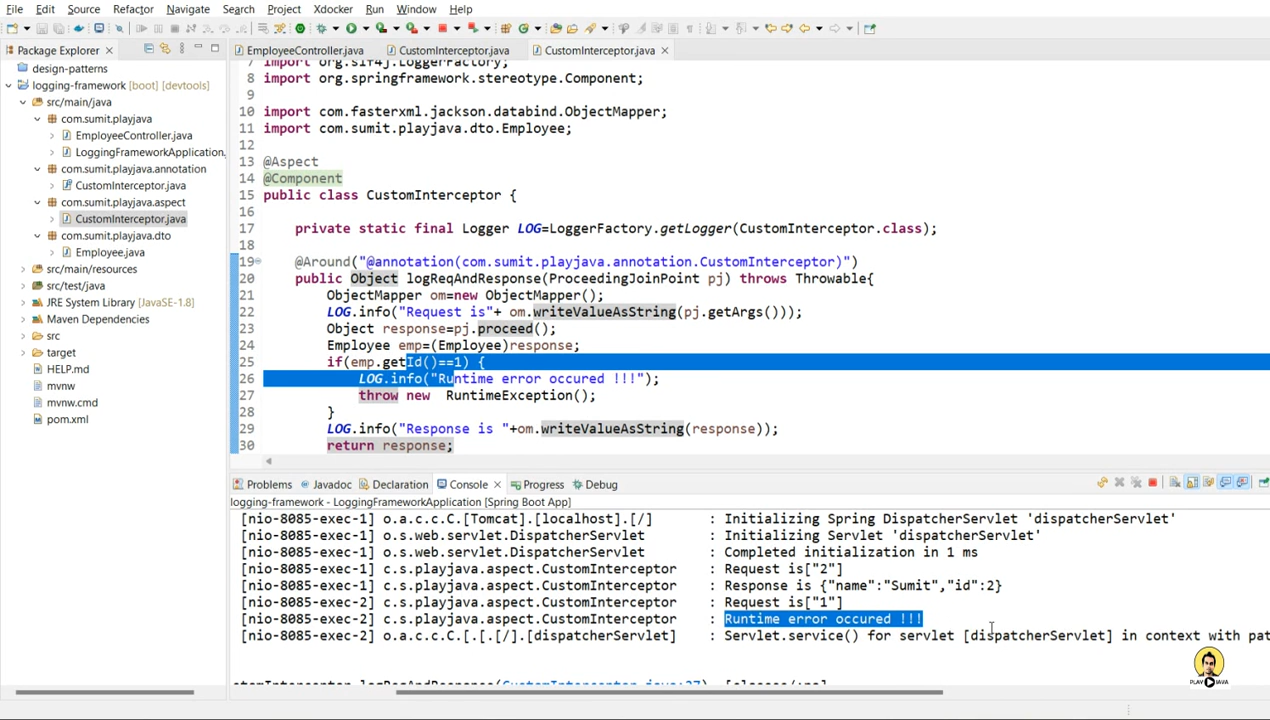 File Edit Source Refactor Navigate Search Project Xdocker Run Window Help
Package Explorer
EmployeeController.java CustomInterceptor.java CustomInterceptor.java
design-patterns
logging-framework [boot] [devtools]
src/main/java
com.sumit.playjava
EmployeeController.java
LoggingFrameworkApplication.
com.sumit.playjava.annotation
CustomInterceptor.java
com.sumit.playjava.aspect
CustomInterceptor.java
com.sumit.playjava.dto
Employee.java
src/main/resources
src/test/java
JRE System Library [JavaSE-1.8]
Maven Dependencies
src
target
HELP.md
mvnw
mvnw.cmd
pom.xml
7 import org.slf4j.LoggerFactory;
8 import org.springframework.stereotype.Component;
9
10 import com.fasterxml.jackson.databind.ObjectMapper;
11 import com.sumit.playjava.dto.Employee;
12
13 @Aspect
14 @Component
15 public class CustomInterceptor {
16
17 private static final Logger LOG=LoggerFactory.getLogger(CustomInterceptor.class);
18
19 @Around("@annotation(com.sumit.playjava.annotation.CustomInterceptor)")
20 public Object logReqAndResponse(ProceedingJoinPoint pj) throws Throwable{
21 ObjectMapper om=new ObjectMapper();
22 LOG.info("Request is"+ om.writeValueAsString(pj.getArgs()));
23 Object response=pj.proceed();
24 Employee emp=(Employee)response;
25 if(emp.getId()==1) {
26 LOG.info("Runtime error occured !!!");
27 throw new RuntimeException();
28 }
29 LOG.info("Response is "+om.writeValueAsString(response));
30 return response;
Problems Javadoc Declaration Console Progress Debug
logging-framework - LoggingFrameworkApplication [Spring Boot App]
[nio-8085-exec-1] o.a.c.c.C.[Tomcat].[localhost].[/] : Initializing Spring DispatcherServlet 'dispatcherServlet'
[nio-8085-exec-1] o.s.web.servlet.DispatcherServlet : Initializing Servlet 'dispatcherServlet'
[nio-8085-exec-1] o.s.web.servlet.DispatcherServlet : Completed initialization in 1 ms
[nio-8085-exec-1] c.s.playjava.aspect.CustomInterceptor : Request is["2"]
[nio-8085-exec-1] c.s.playjava.aspect.CustomInterceptor : Response is {"name":"Sumit","id":2}
[nio-8085-exec-2] c.s.playjava.aspect.CustomInterceptor : Request is["1"]
[nio-8085-exec-2] c.s.playjava.aspect.CustomInterceptor : Runtime error occured !!!
[nio-8085-exec-2] o.a.c.c.C.[.[.[/].[dispatcherServlet] : Servlet.service() for servlet [dispatcherServlet] in context with pat
PLAY JAVA